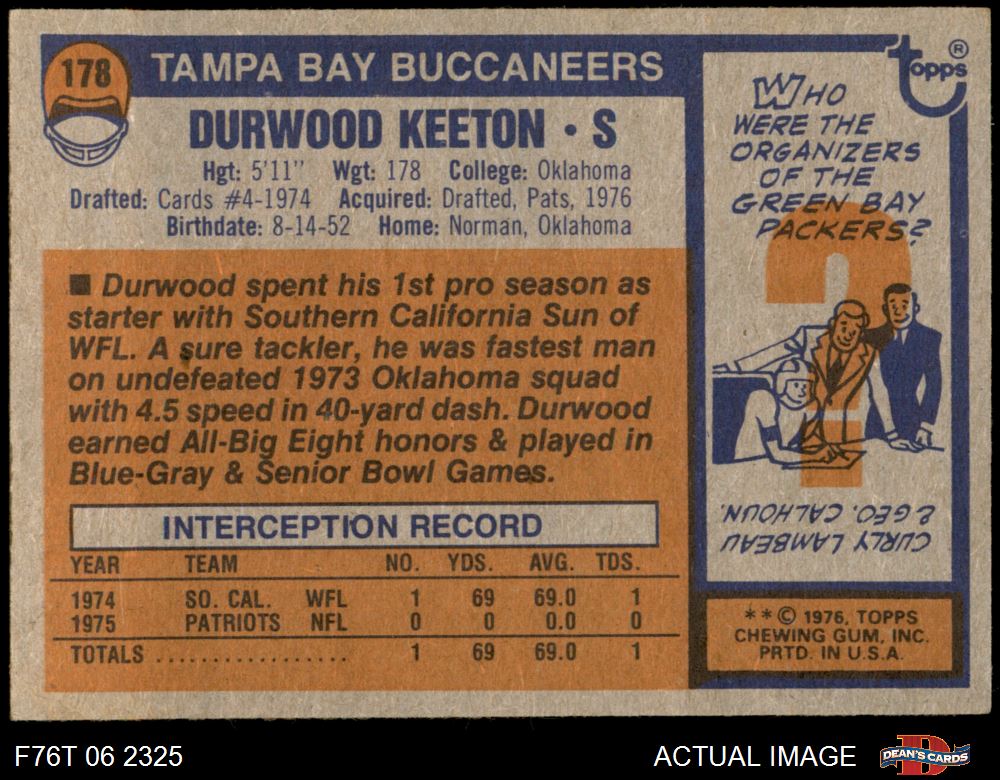 178
TAMPA BAY BUCCANEERS
DURWOOD KEETON • S
Hgt: 5'11" Wgt: 178 College: Oklahoma
Drafted: Cards #4-1974 Acquired: Drafted, Pats, 1976
Birthdate: 8-14-52 Home: Norman, Oklahoma
■ Durwood spent his 1st pro season as
starter with Southern California Sun of
WFL. A sure tackler, he was fastest man
on undefeated 1973 Oklahoma squad
with 4.5 speed in 40-yard dash. Durwood
earned All-Big Eight honors & played in
Blue-Gray & Senior Bowl Games.
INTERCEPTION RECORD
YEAR TEAM NO. YDS. AVG. TDS.
1974 SO. CAL. WFL 1 69 69.0 1
1975 PATRIOTS NFL 0 0 0.0 0
TOTALS ................. 1 69 69.0 1
topps®
WHO
WERE THE
ORGANIZERS
OF THE
GREEN BAY
PACKERS?
?
CURLY LAMBEAU
& GEO. CALHOUN.
**© 1976, TOPPS
CHEWING GUM, INC.
PRTD. IN U.S.A.
F76T 06 2325
ACTUAL IMAGE
DEAN'S CARDS